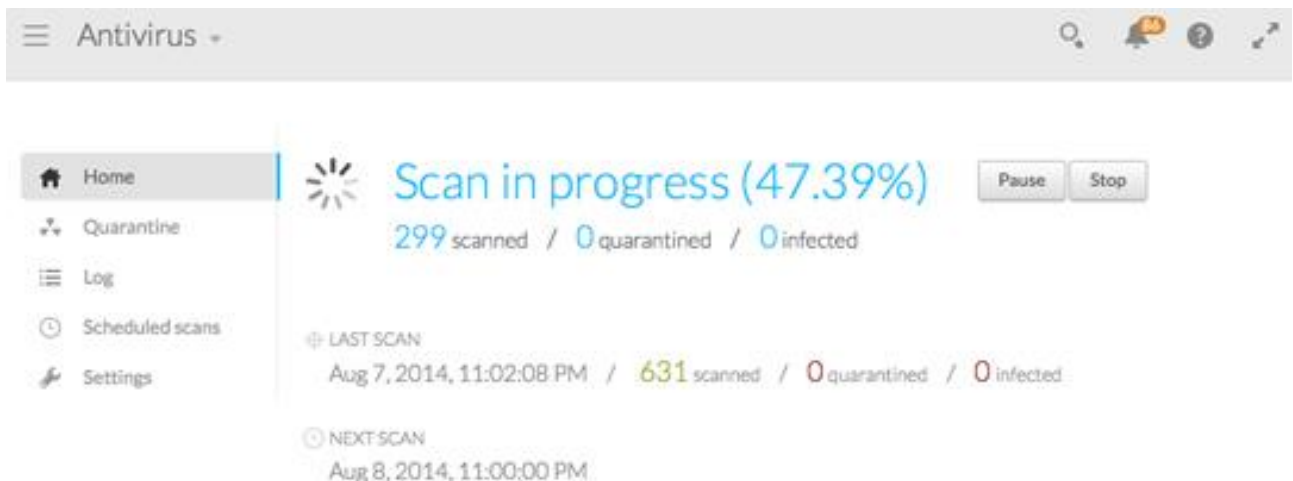 Antivirus
Home
Quarantine
Log
Scheduled scans
Settings
Scan in progress (47.39%)
Pause
Stop
299 scanned / 0 quarantined / 0 infected
LAST SCAN
Aug 7, 2014, 11:02:08 PM / 631 scanned / 0 quarantined / 0 infected
NEXT SCAN
Aug 8, 2014, 11:00:00 PM